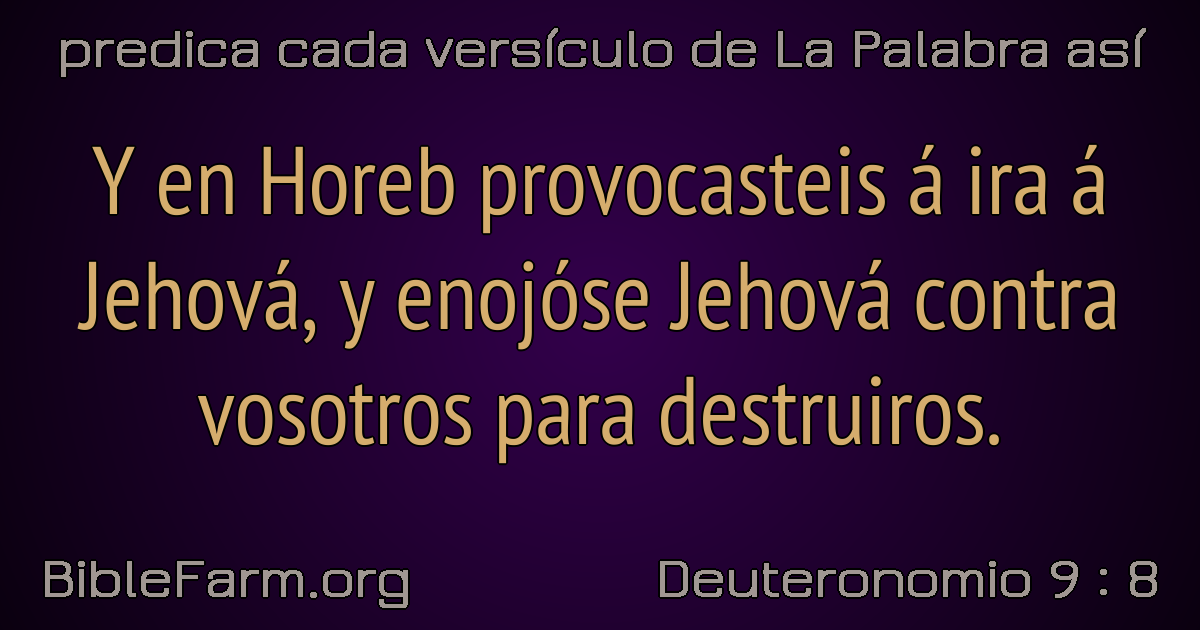 predica cada versículo de La Palabra así
Y en Horeb provocasteis á ira á
Jehová, y enojóse Jehová contra
vosotros para destruiros.
BibleFarm.org
Deuteronomio 9 : 8